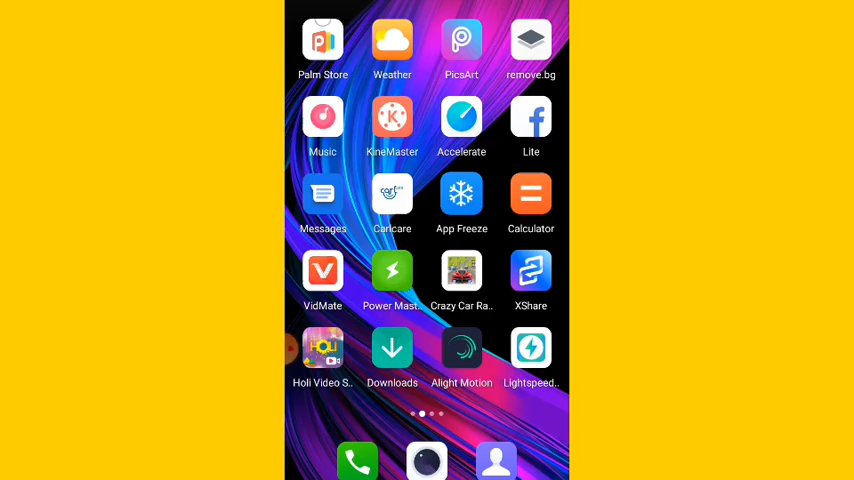 Palm Store Weather PicsArt remove.bg
Music KineMaster Accelerate Lite
Messages Carlcare App Freeze Calculator
VidMate Power Mast.. Crazy Car Ra.. XShare
HOLI
Holi Video S.. Downloads Alight Motion Lightspeed..